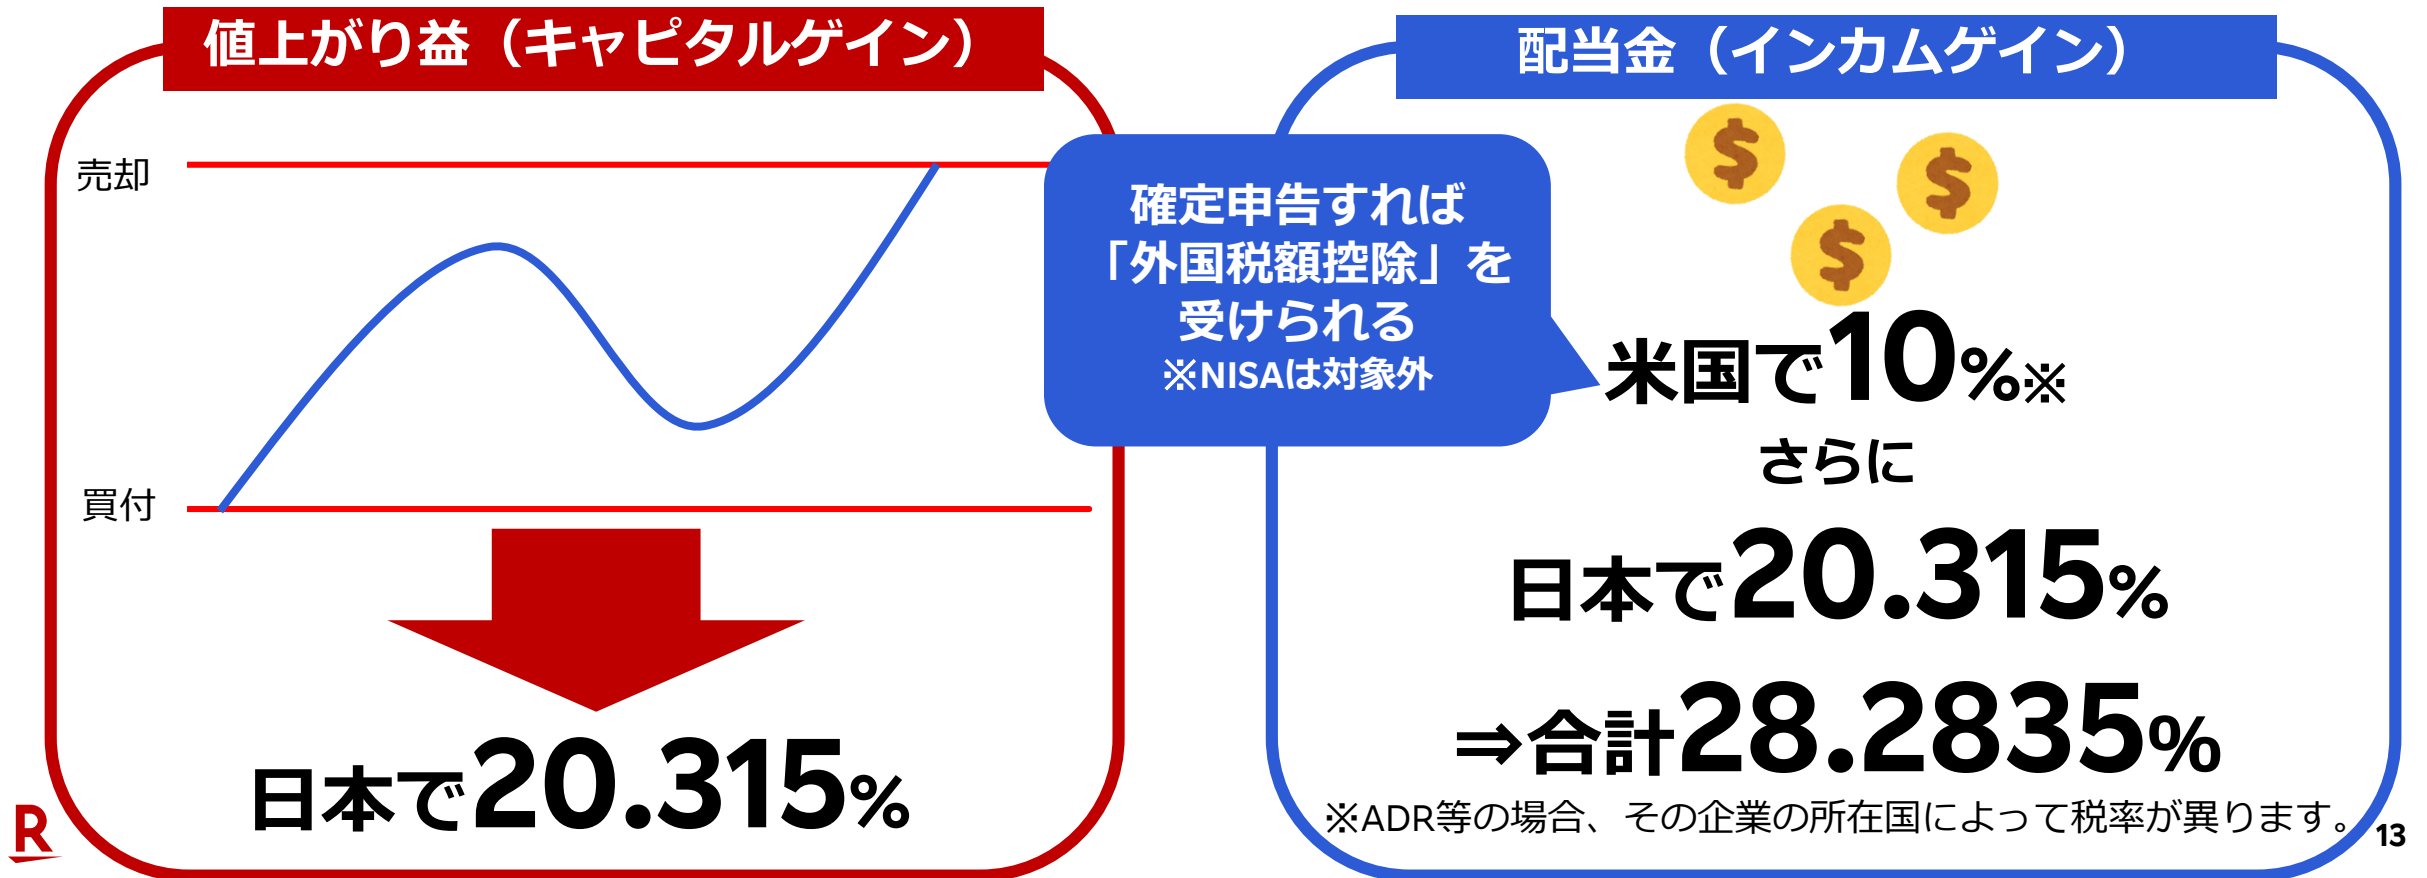 値上がり益（キャピタルゲイン）
売却
買付
日本で20.315%
確定申告すれば
「外国税額控除」を
受けられる
※NISAは対象外
配当金（インカムゲイン）
$
$
$
米国で10%※
さらに
日本で20.315%
⇒合計28.2835%
※ADR等の場合、その企業の所在国によって税率が異ります。
R
13